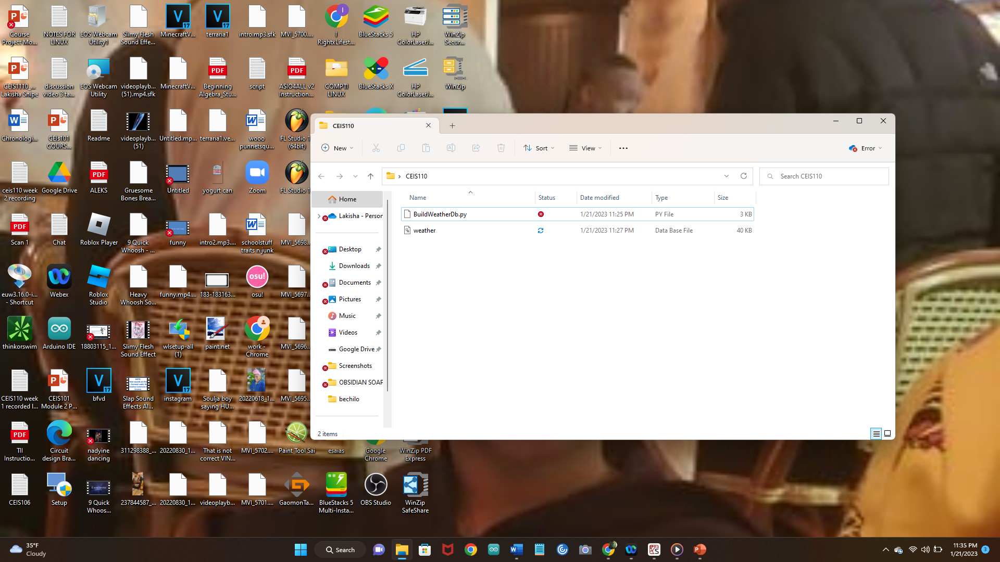 Course
Project Mo...
NOTES FOR
LINUX
EOS Webcam
Utility1
Slimy Flesh
Sound Effe...
MinecraftV...
terraria1
intro.mp3.sfk
MVI_5700....
I
RightxLifest...
BlueStacks 5
HP
ColorLaserJ...
WinZip
Secur...
CEIS1110_...
Lakisha Snipe
discussion
video 3 ta...
EOS Webcam
Utility
videoplayb...
(51).mp4.sfk
MinecraftV...
Beginning
Algebra_Stu...
script
ASIO4ALL v2
Instruction...
COMPTI
LINUX
BlueStacks X
HP
ColorLaserJ...
WinZip
Chronologi...
CEIs101
COURS...
Readme
videoplayb...
(51)
Untitled.mp...
terraria1.ve...
wooo
punnetsqu...
FL Studio 1
(64bit)
ceis110 week
2 recording
Google Drive
ALEKS
Gruesome
Bones Brea...
Untitled
yogurt can
Zoom
FL Studio 1
Scan 1
Chat
Roblox Player
9 Quick
Whoosh - ...
funny
intro2.mp3....
schoolstuff
traits n junk
MVI_5698...
euw3.16.0-i...
- Shortcut
Webex
Roblox
Studio
Heavy
Whoosh So...
funny.mp4....
183-183163...
osu!
osu!
MVI_5697...
thinkorswim
Arduino IDE
18803115_1...
Slimy Flesh
Sound Effect
wlsetup-all
(1)
paint.net
work -
Chrome
MVI_5696...
CEIS110 week
1 recorded l...
CEIS101
Module 2 P...
bfvd
Slap Sound
Effects Al...
instagram
Soulja boy
saying HU...
20220618_1...
MVI_5695...
TII
Instructio...
Circuit
design Bra...
nadyine
dancing
311298388_...
20220830_1...
That is not
correct VIN...
MVI_5702....
Paint Tool Sai
esaias
Google
Chrome
WinZip PDF
Express
CEIS106
Setup
9 Quick
Whoos...
237844587_...
20220830_1...
videoplayb...
MVI_5701....
GaomonTa...
BlueStacks 5
Multi-Insta...
OBS Studio
WinZip
SafeShare
CEIS110
New
Sort
View
Error
CEIS110
Search CEIS110
Home
Lakisha - Person
Desktop
Downloads
Documents
Pictures
Music
Videos
Google Drive
Screenshots
OBSIDIAN SOAP
bechilo
Name Status Date modified Type Size
BuildWeatherDb.py 1/21/2023 11:25 PM PY File 3 KB
weather 1/21/2023 11:27 PM Data Base File 40 KB
2 items
35°F
Cloudy
Search
11:35 PM
1/21/2023
3